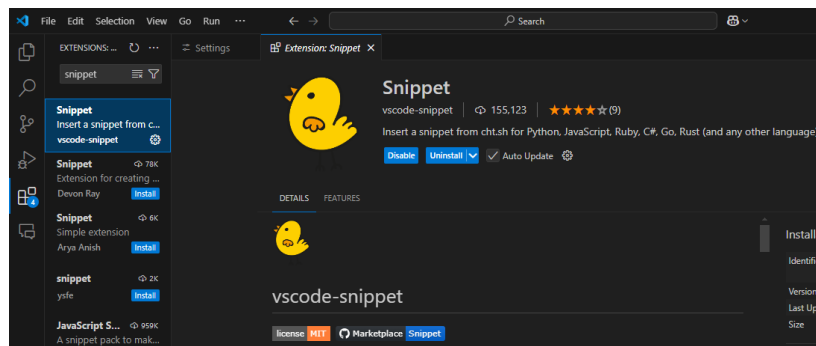 File Edit Selection View Go Run ··· Search
EXTENSIONS: ... ···
snippet
Snippet
Insert a snippet from c...
vscode-snippet
Snippet 78K
Extension for creating ...
Devon Ray Install
Snippet 6K
Simple extension
Arya Anish Install
snippet 2K
ysfe Install
JavaScript S... 959K
A snippet pack to mak...
4
Settings Extension: Snippet
Snippet
vscode-snippet 155,123 (9)
Insert a snippet from cht.sh for Python, JavaScript, Ruby, C#, Go, Rust (and any other language
Disable Uninstall Auto Update
DETAILS FEATURES
vscode-snippet
license MIT Marketplace Snippet
Install
Identifi
Version
Last Up
Size